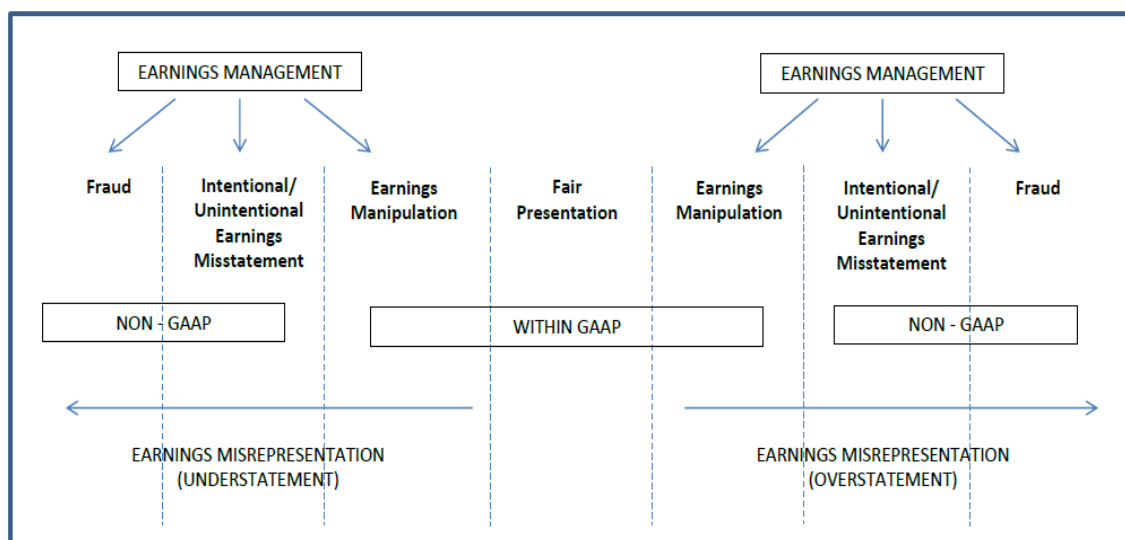 EARNINGS MANAGEMENT
EARNINGS MANAGEMENT
Fraud
Intentional/
Unintentional
Earnings
Misstatement
Earnings
Manipulation
Fair
Presentation
Earnings
Manipulation
Intentional/
Unintentional
Earnings
Misstatement
Fraud
NON - GAAP
WITHIN GAAP
NON - GAAP
EARNINGS MISREPRESENTATION
(UNDERSTATEMENT)
EARNINGS MISREPRESENTATION
(OVERSTATEMENT)